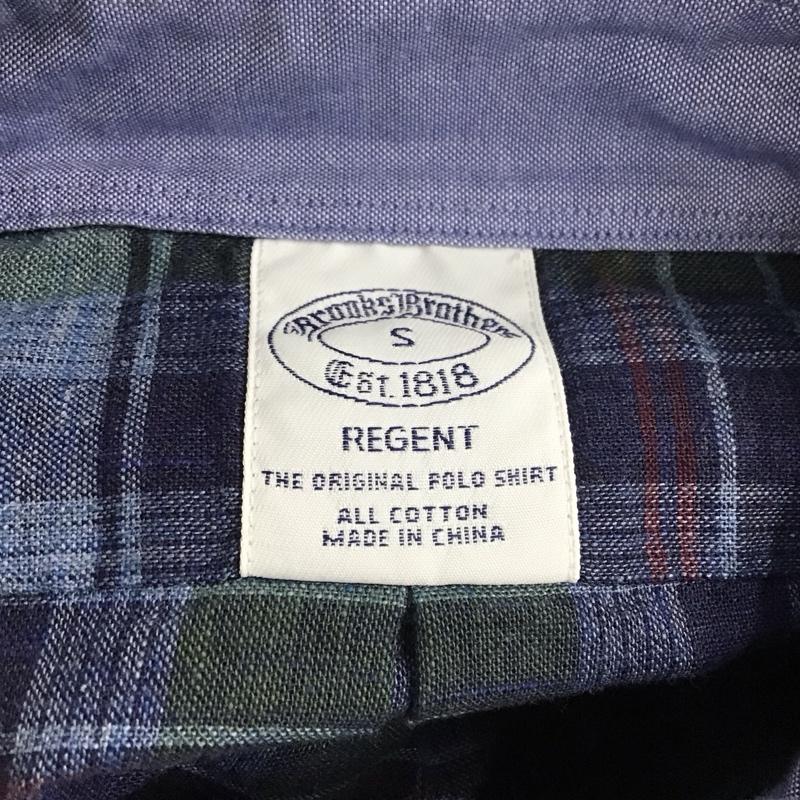 Brooks Brothers
S
Est. 1818
REGENT
THE ORIGINAL POLO SHIRT
ALL COTTON
MADE IN CHINA